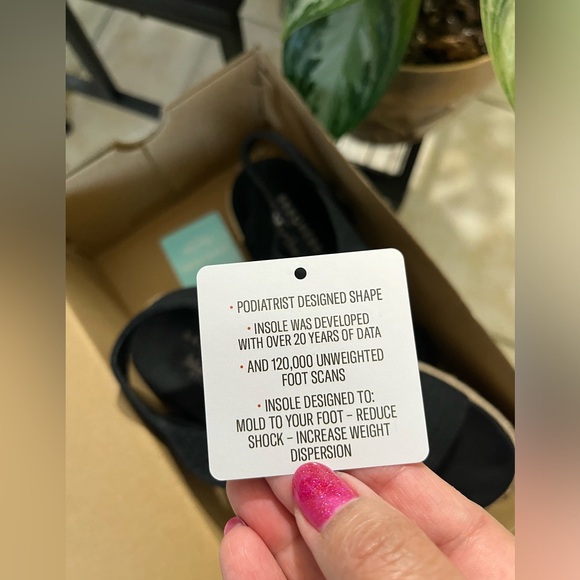 • PODIATRIST DESIGNED SHAPE
• INSOLE WAS DEVELOPED
WITH OVER 20 YEARS OF DATA
• AND 120,000 UNWEIGHTED
FOOT SCANS
• INSOLE DESIGNED TO:
MOLD TO YOUR FOOT – REDUCE
SHOCK – INCREASE WEIGHT
DISPERSION